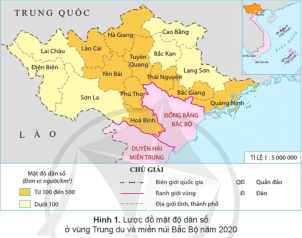 TRUNG QUỐC
Hà Giang
Cao Bằng
Lai Châu
Lào Cai
Bắc Kạn
Điện Biên
Tuyên
Quang
Yên Bái
Thái Nguyên
Lạng Sơn
Sơn La
Phú Thọ
Bắc Giang
Quảng Ninh
Hoà Bình
ĐỒNG BẰNG
BẮC BỘ
LÀO
DUYÊN HẢI
MIỀN TRUNG
TỈ LỆ 1 : 5 000 000
CHÚ GIẢI
Mật độ dân số
(Đơn vị: người/km²)
Từ 100 đến 500
Dưới 100
Biên giới quốc gia
Ranh giới vùng
Địa giới tỉnh, thành phố
QĐ. Quần đảo
Đ. Đảo
Hình 1. Lược đồ mật độ dân số
ở vùng Trung du và miền núi Bắc Bộ năm 2020